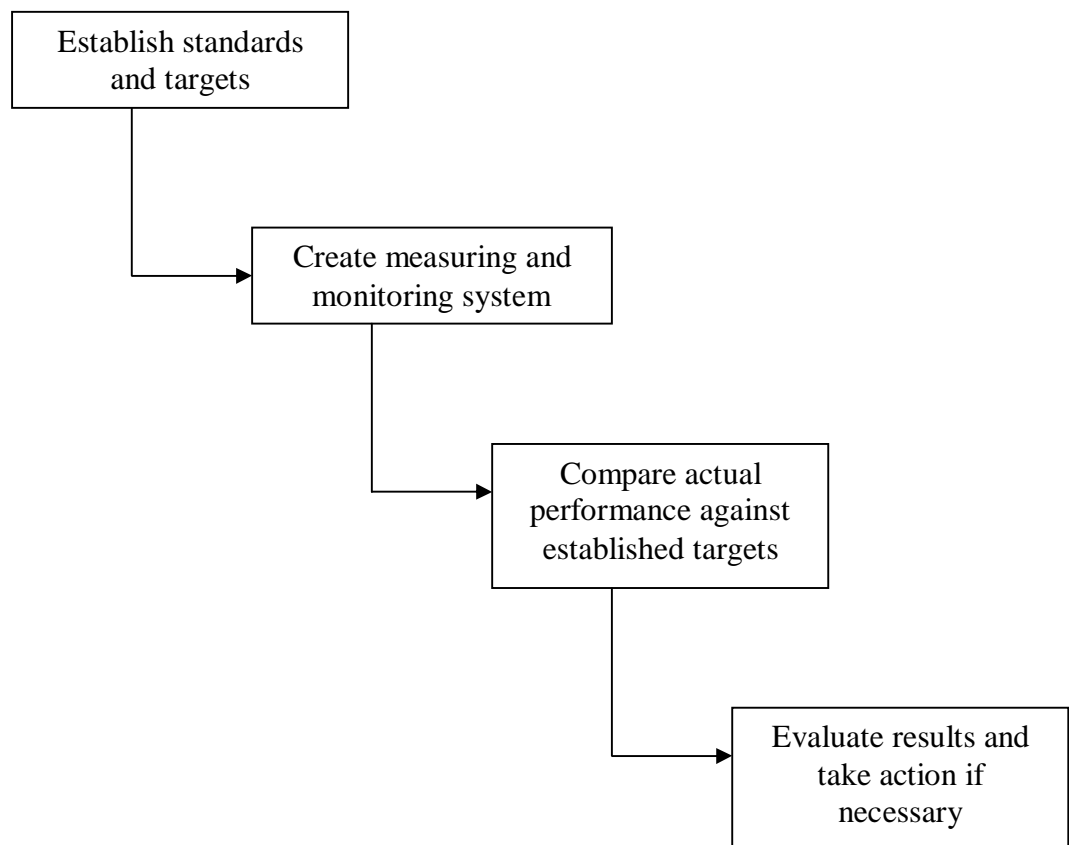 Establish standards
and targets
Create measuring and
monitoring system
Compare actual
performance against
established targets
Evaluate results and
take action if
necessary